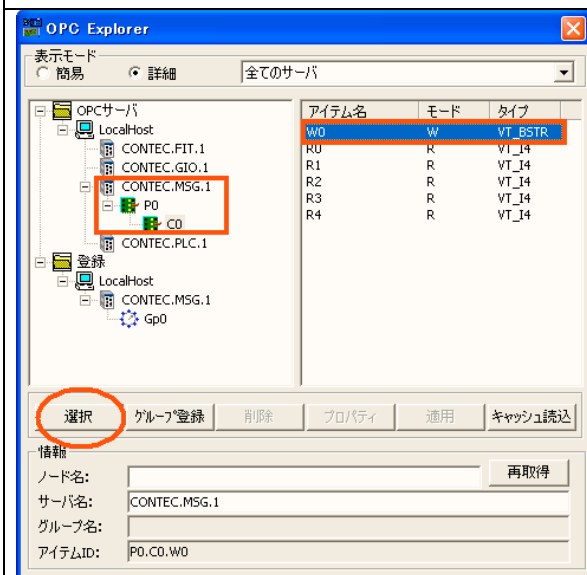 OPC Explorer
表示モード
簡易 詳細 全てのサーバ
OPCサーバ
LocalHost
CONTEC.FIT.1
CONTEC.GIO.1
CONTEC.MSG.1
P0
C0
CONTEC.PLC.1
登録
LocalHost
CONTEC.MSG.1
Gp0
アイテム名 モード タイプ
W0 W VT_BSTR
R0 R VT_I4
R1 R VT_I4
R2 R VT_I4
R3 R VT_I4
R4 R VT_I4
選択 グループ登録 削除 プロパティ 適用 キャッシュ読込
情報
ノード名: 再取得
サーバ名: CONTEC.MSG.1
グループ名:
アイテムID: P0.C0.W0